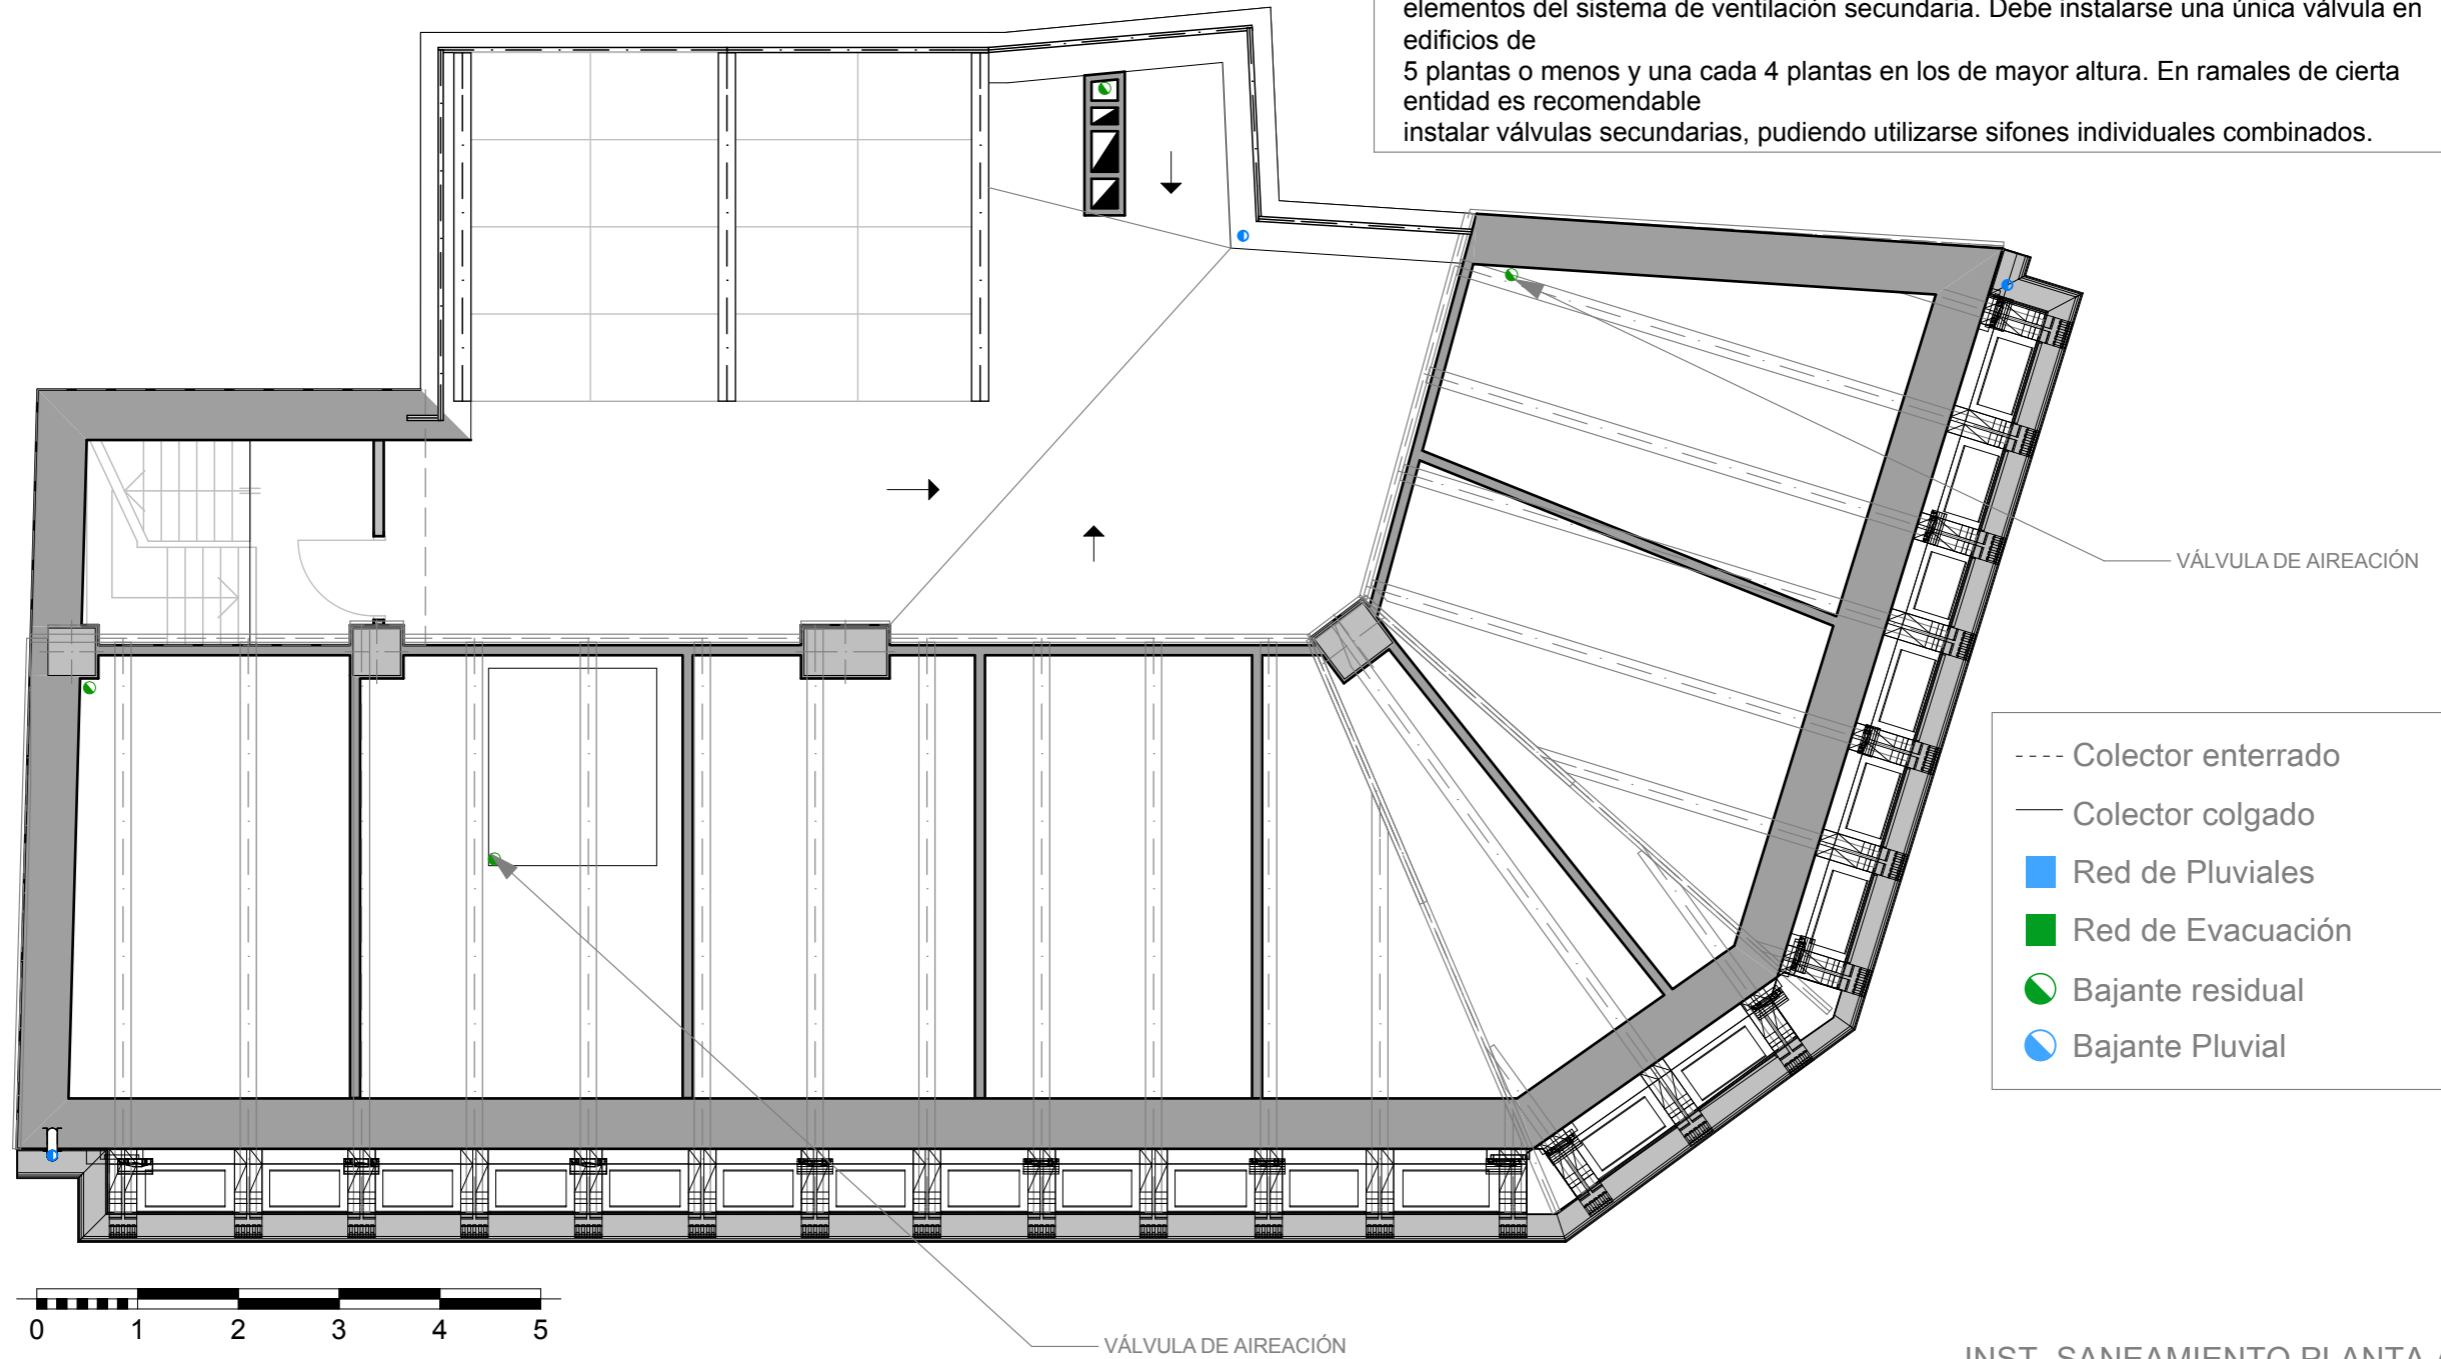 elementos del sistema de ventilación secundaria. Debe instalarse una única válvula en
edificios de
5 plantas o menos y una cada 4 plantas en los de mayor altura. En ramales de cierta
entidad es recomendable
instalar válvulas secundarias, pudiendo utilizarse sifones individuales combinados.
VÁLVULA DE AIREACIÓN
Colector enterrado
Colector colgado
Red de Pluviales
Red de Evacuación
Bajante residual
Bajante Pluvial
0 1 2 3 4 5
VÁLVULA DE AIREACIÓN
INST. SANEAMIENTO PLANTA